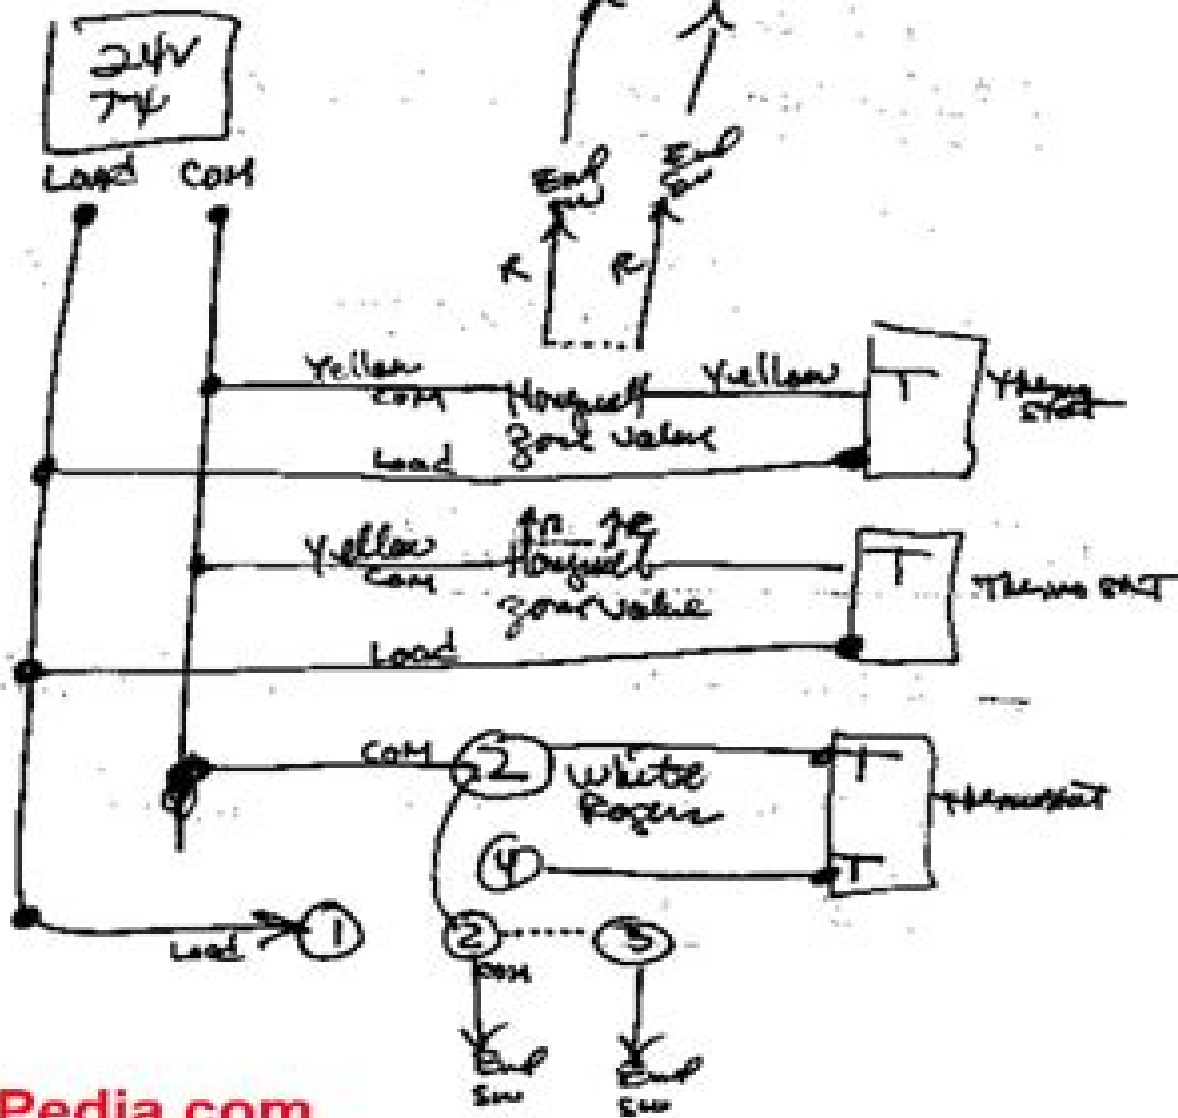 24V
Load COM
End
sw
End
sw
R R
Yellow
COM
Yellow
T
Honeywell
Zone Valve
Load
Yellow
COM
Honeywell
Zone Valve
T
Thermostat
Load
COM
2
White
Rogers
T
Thermostat
4
T
1
Load
2
3
COM
End
sw
End
sw
Pedia.com